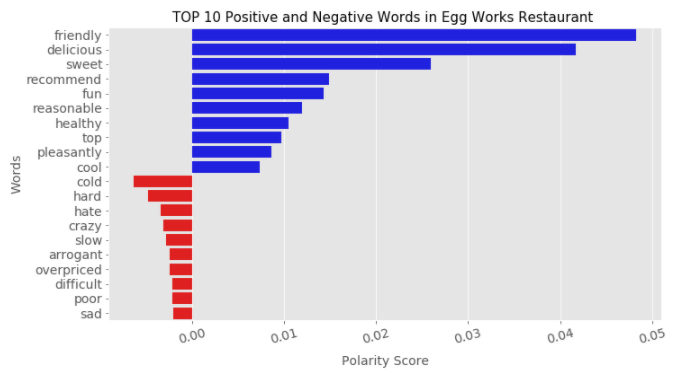 TOP 10 Positive and Negative Words in Egg Works Restaurant
friendly
delicious
sweet
recommend
fun
reasonable
healthy
top
pleasantly
cool
cold
hard
hate
crazy
slow
arrogant
overpriced
difficult
poor
sad
Words
0.00 0.01 0.02 0.03 0.04 0.05
Polarity Score